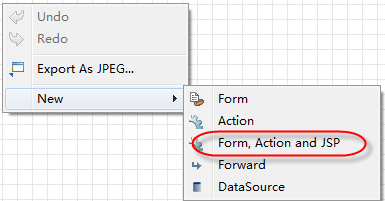 Undo
Redo
Export As JPEG...
New
Form
Action
Form, Action and JSP
Forward
DataSource